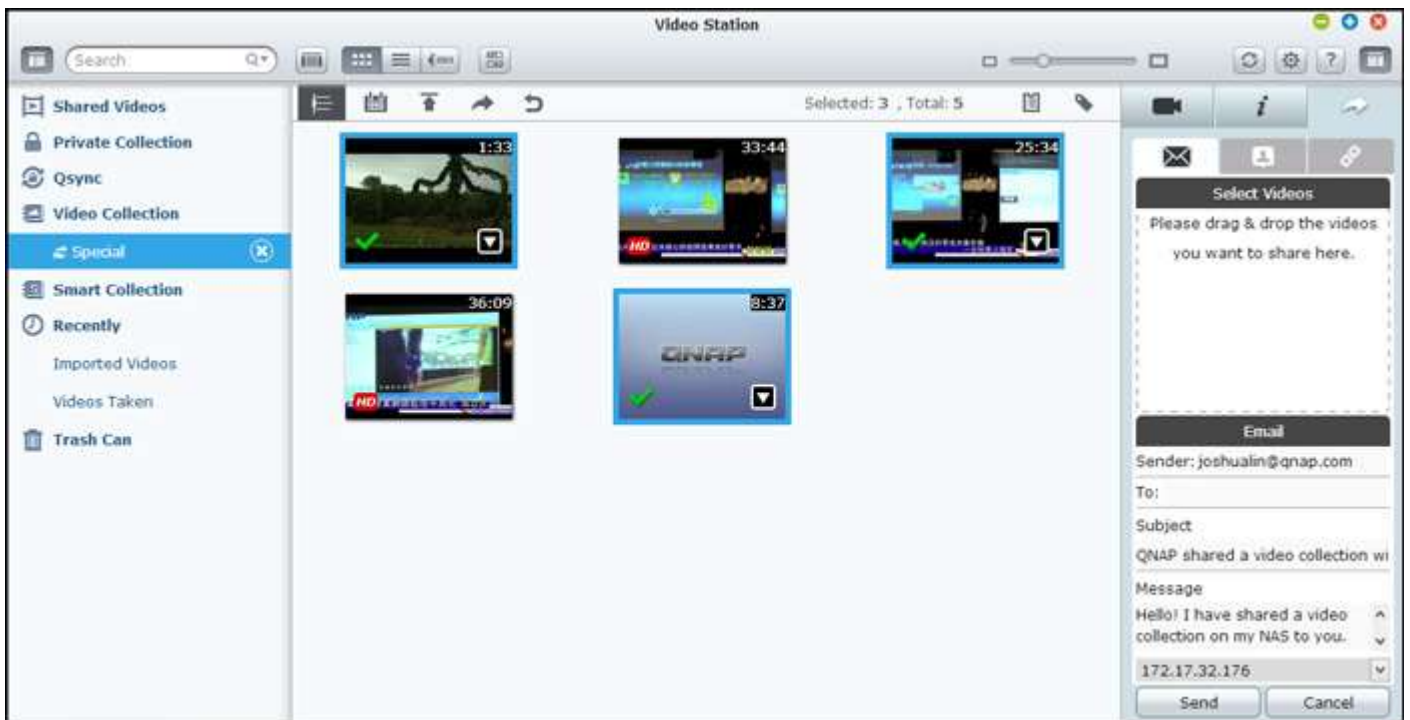 Video Station
Search
Selected: 3 , Total: 5
Shared Videos
Private Collection
Qsync
Video Collection
Special
Smart Collection
Recently
Imported Videos
Videos Taken
Trash Can
1:33
33:44
HD
25:34
36:09
HD
8:37
QNAP
Select Videos
Please drag & drop the videos
you want to share here.
Email
Sender: joshualin@qnap.com
To:
Subject
QNAP shared a video collection wi
Message
Hello! I have shared a video
collection on my NAS to you.
172.17.32.176
Send
Cancel